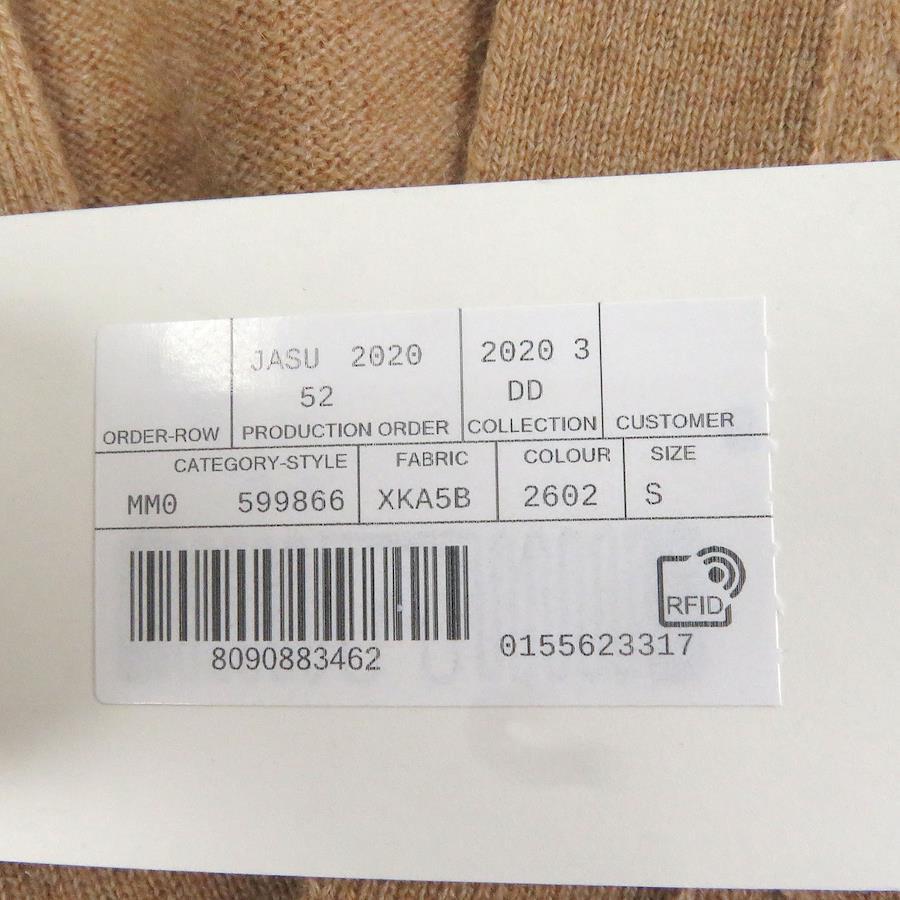 JASU 2020 2020 3
52 DD
ORDER-ROW PRODUCTION ORDER COLLECTION CUSTOMER
CATEGORY-STYLE FABRIC COLOUR SIZE
MM0 599866 XKA5B 2602 S
RFID
8090883462 0155623317